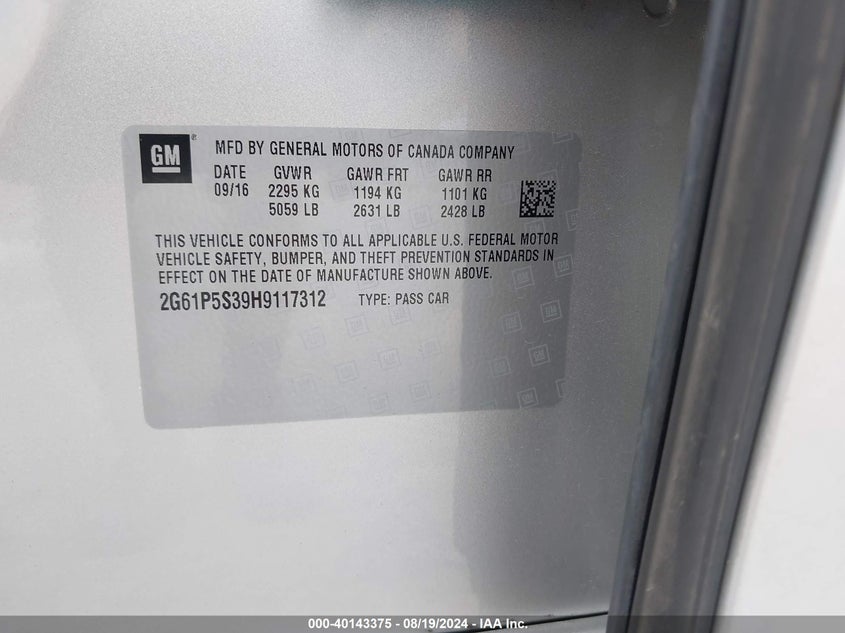 GM ® MFD BY GENERAL MOTORS OF CANADA COMPANY
DATE GVWR GAWR FRT GAWR RR
09/16 2295 KG 1194 KG 1101 KG
5059 LB 2631 LB 2428 LB
THIS VEHICLE CONFORMS TO ALL APPLICABLE U.S. FEDERAL MOTOR
VEHICLE SAFETY, BUMPER, AND THEFT PREVENTION STANDARDS IN
EFFECT ON THE DATE OF MANUFACTURE SHOWN ABOVE.
2G61P5S39H9117312 TYPE: PASS CAR
000-40143375 - 08/19/2024 - IAA Inc.